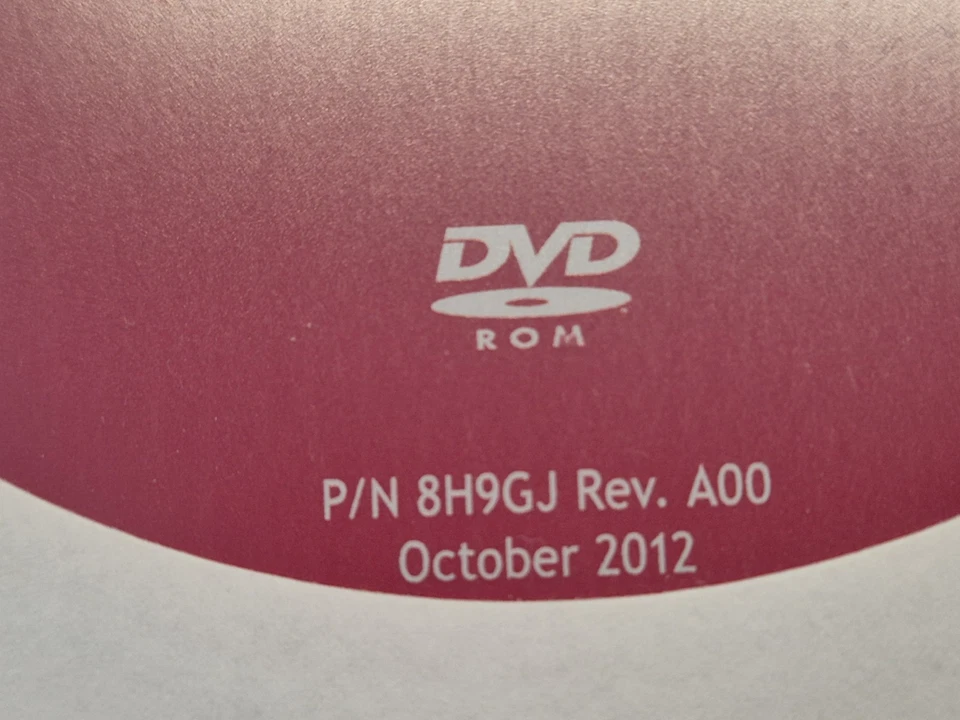 DVD
ROM
P/N 8H9GJ Rev. A00
October 2012